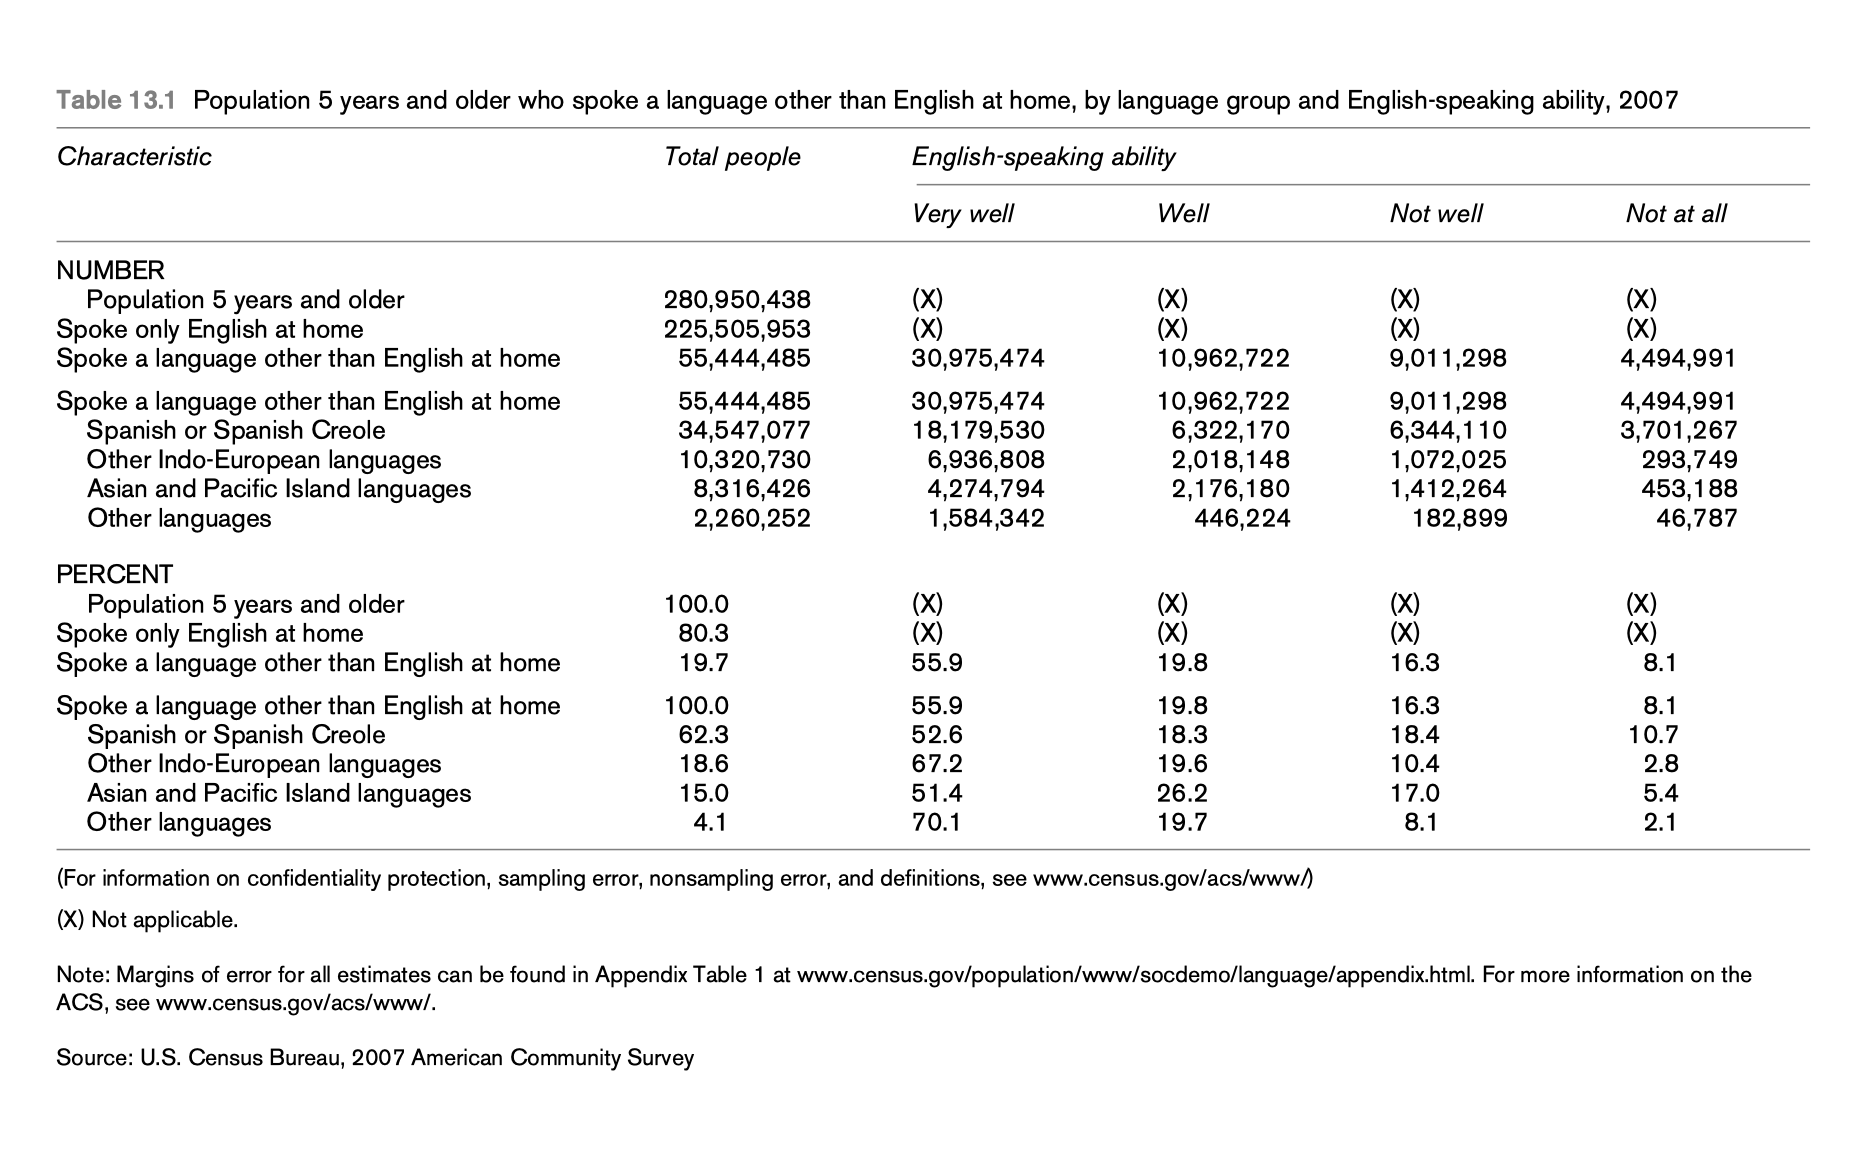 Table 13.1 Population 5 years and older who spoke a language other than English at home, by language group and English-speaking ability, 2007
Characteristic Total people English-speaking ability
Very well Well Not well Not at all
NUMBER
Population 5 years and older 280,950,438 (X) (X) (X) (X)
Spoke only English at home 225,505,953 (X) (X) (X) (X)
Spoke a language other than English at home 55,444,485 30,975,474 10,962,722 9,011,298 4,494,991
Spoke a language other than English at home 55,444,485 30,975,474 10,962,722 9,011,298 4,494,991
Spanish or Spanish Creole 34,547,077 18,179,530 6,322,170 6,344,110 3,701,267
Other Indo-European languages 10,320,730 6,936,808 2,018,148 1,072,025 293,749
Asian and Pacific Island languages 8,316,426 4,274,794 2,176,180 1,412,264 453,188
Other languages 2,260,252 1,584,342 446,224 182,899 46,787
PERCENT
Population 5 years and older 100.0 (X) (X) (X) (X)
Spoke only English at home 80.3 (X) (X) (X) (X)
Spoke a language other than English at home 19.7 55.9 19.8 16.3 8.1
Spoke a language other than English at home 100.0 55.9 19.8 16.3 8.1
Spanish or Spanish Creole 62.3 52.6 18.3 18.4 10.7
Other Indo-European languages 18.6 67.2 19.6 10.4 2.8
Asian and Pacific Island languages 15.0 51.4 26.2 17.0 5.4
Other languages 4.1 70.1 19.7 8.1 2.1
(For information on confidentiality protection, sampling error, nonsampling error, and definitions, see www.census.gov/acs/www/)
(X) Not applicable.
Note: Margins of error for all estimates can be found in Appendix Table 1 at www.census.gov/population/www/socdemo/language/appendix.html. For more information on the
ACS, see www.census.gov/acs/www/.
Source: U.S. Census Bureau, 2007 American Community Survey